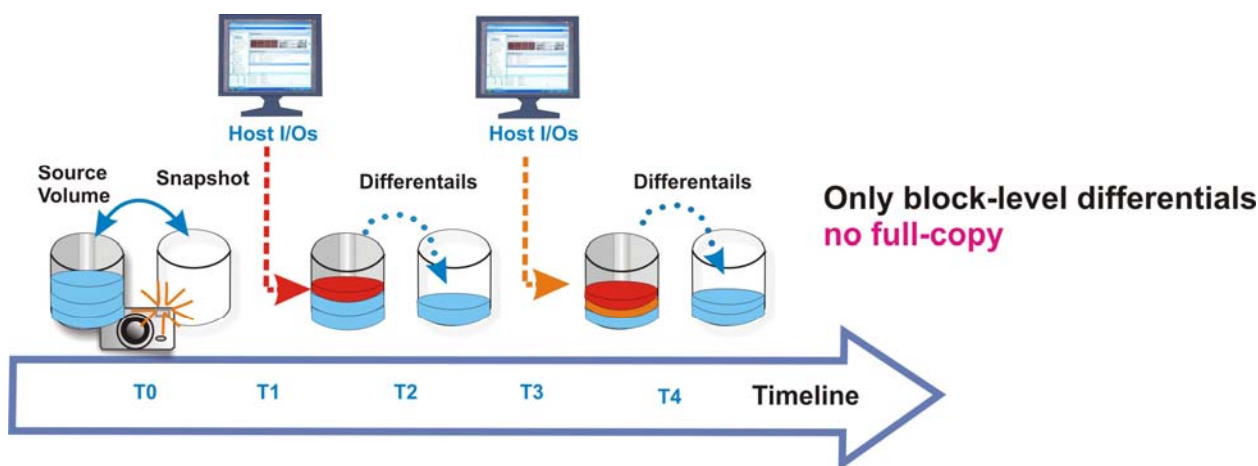 Host I/Os
Host I/Os
Source
Volume
Snapshot
Differentails
Differentails
Only block-level differentials
no full-copy
T0
T1
T2
T3
T4
Timeline